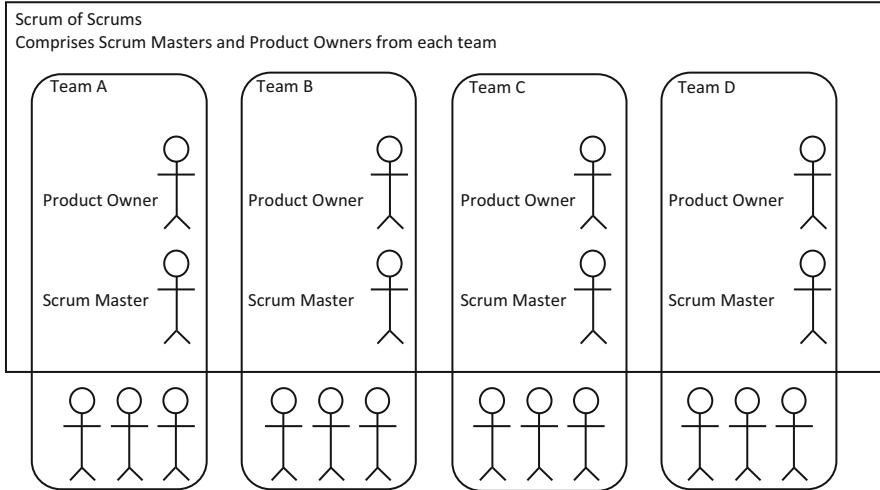 Scrum of Scrums
Comprises Scrum Masters and Product Owners from each team
Team A
Team B
Team C
Team D
Product Owner
Product Owner
Product Owner
Product Owner
Scrum Master
Scrum Master
Scrum Master
Scrum Master